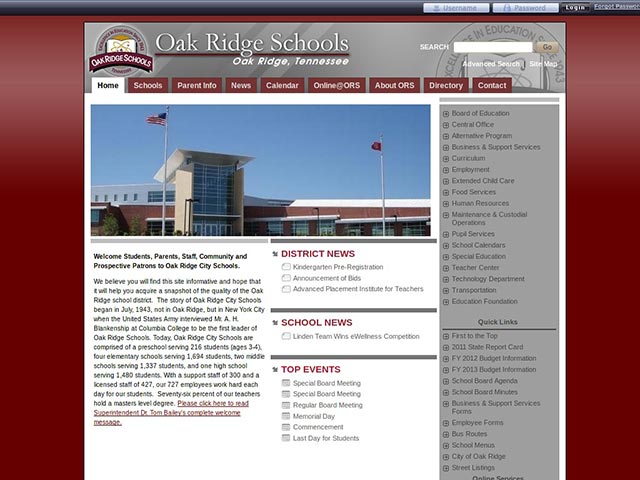 Username
Password
Login
Forgot Passwor
OAK RIDGE SCHOOLS
TENNESSEE
Oak Ridge Schools
Oak Ridge, Tennessee
SEARCH
Go
Advanced Search | Site Map
Home
Schools
Parent Info
News
Calendar
Online@ORS
About ORS
Directory
Contact
Welcome Students, Parents, Staff, Community and
Prospective Patrons to Oak Ridge City Schools.
We believe you will find this site informative and hope that
it will help you acquire a snapshot of the quality of the Oak
Ridge school district. The story of Oak Ridge City Schools
began in July, 1943, not in Oak Ridge, but in New York City
when the United States Army interviewed Mr. A. H.
Blankenship at Columbia College to be the first leader of
Oak Ridge Schools. Today, Oak Ridge City Schools are
comprised of a preschool serving 216 students (ages 3-4),
four elementary schools serving 1,694 students, two middle
schools serving 1,337 students, and one high school
serving 1,480 students. With a support staff of 300 and a
licensed staff of 427, our 727 employees work hard each
day for our students. Seventy-six percent of our teachers
hold a masters level degree. Please click here to read
Superintendent Dr. Tom Bailey's complete welcome
message.
DISTRICT NEWS
Kindergarten Pre-Registration
Announcement of Bids
Advanced Placement Institute for Teachers
SCHOOL NEWS
Linden Team Wins eWellness Competition
TOP EVENTS
Special Board Meeting
Special Board Meeting
Regular Board Meeting
Memorial Day
Commencement
Last Day for Students
Board of Education
Central Office
Alternative Program
Business & Support Services
Curriculum
Employment
Extended Child Care
Food Services
Human Resources
Maintenance & Custodial
Operations
Pupil Services
School Calendars
Special Education
Teacher Center
Technology Department
Transportation
Education Foundation
Quick Links
First to the Top
2011 State Report Card
FY 2012 Budget Information
FY 2013 Budget Information
School Board Agenda
School Board Minutes
Business & Support Services
Forms
Employee Forms
Bus Routes
School Menus
City of Oak Ridge
Street Listings
Online Services